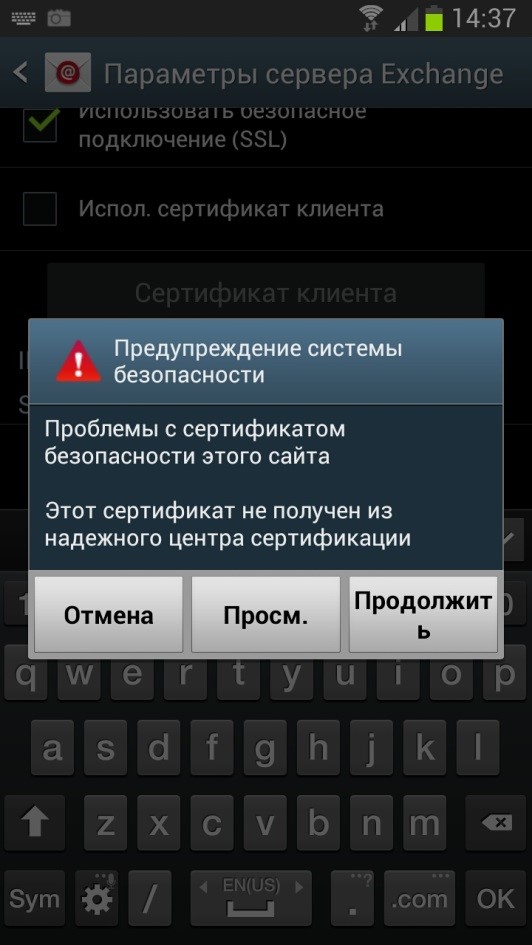 14:37
Параметры сервера Exchange
Использовать безопасное
подключение (SSL)
Испол. сертификат клиента
Сертификат клиента
Предупреждение системы
безопасности
Проблемы с сертификатом
безопасности этого сайта
Этот сертификат не получен из
надежного центра сертификации
Отмена
Просм.
Продолжит
ь
q w e r t y u i o p
a s d f g h j k l
z x c v b n m
Sym / EN(US) . .com OK